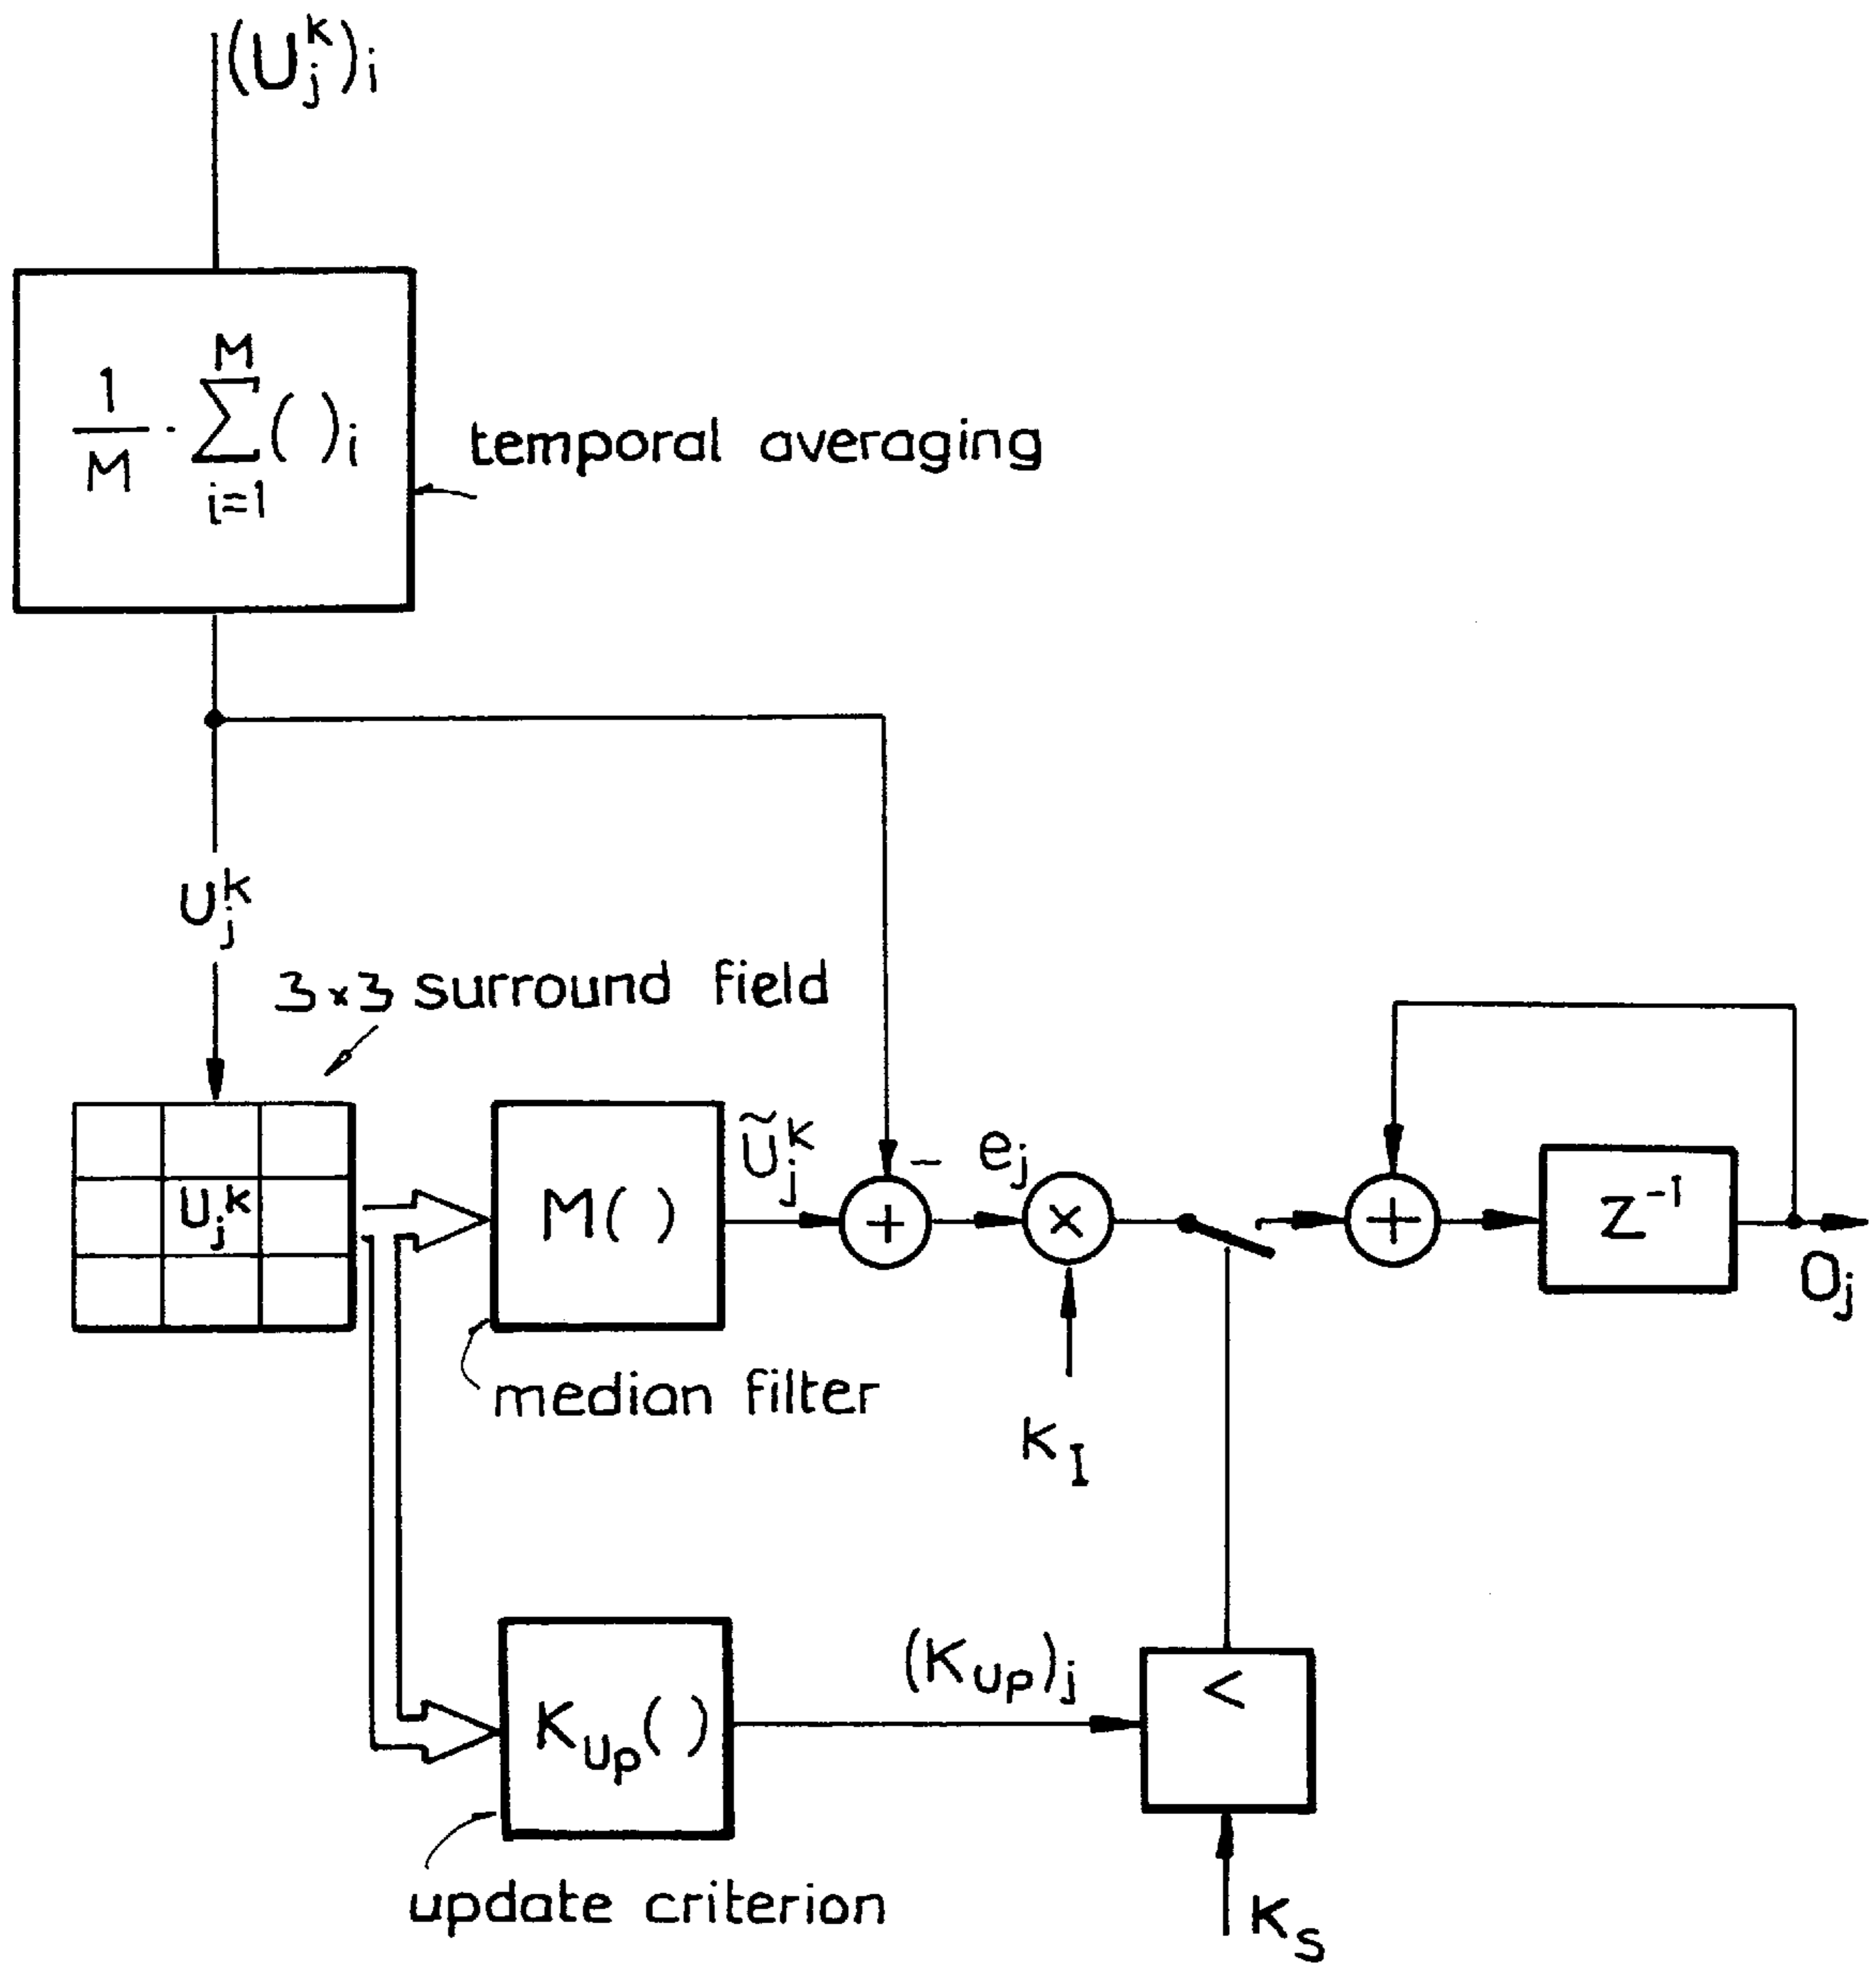 (U_j^k)_i
1/M · M∑i=1 ( )_i
temporal averaging
U_j^k
3×3 surround field
U_j^k
M( )
Ũ_j^k
−
e_j
+
×
+
Z^-1
O_j
median filter
K_I
K_Up( )
(K_Up)_j
<
update criterion
K_S